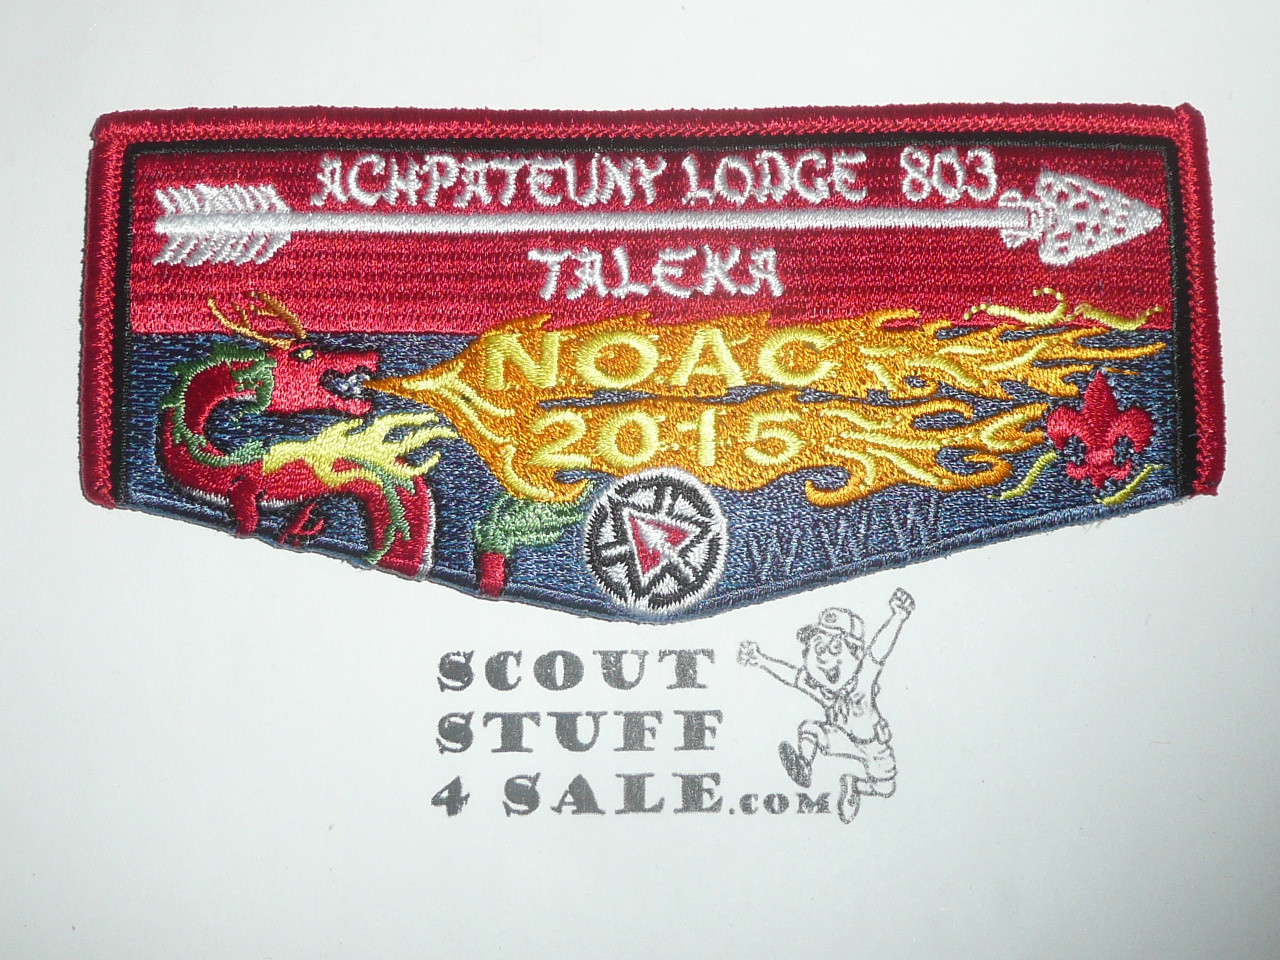 ACHPATEUNY LODGE 803
TALEKA
NOAC
2015
WWW
SCOUT
STUFF
4 SALE.COM